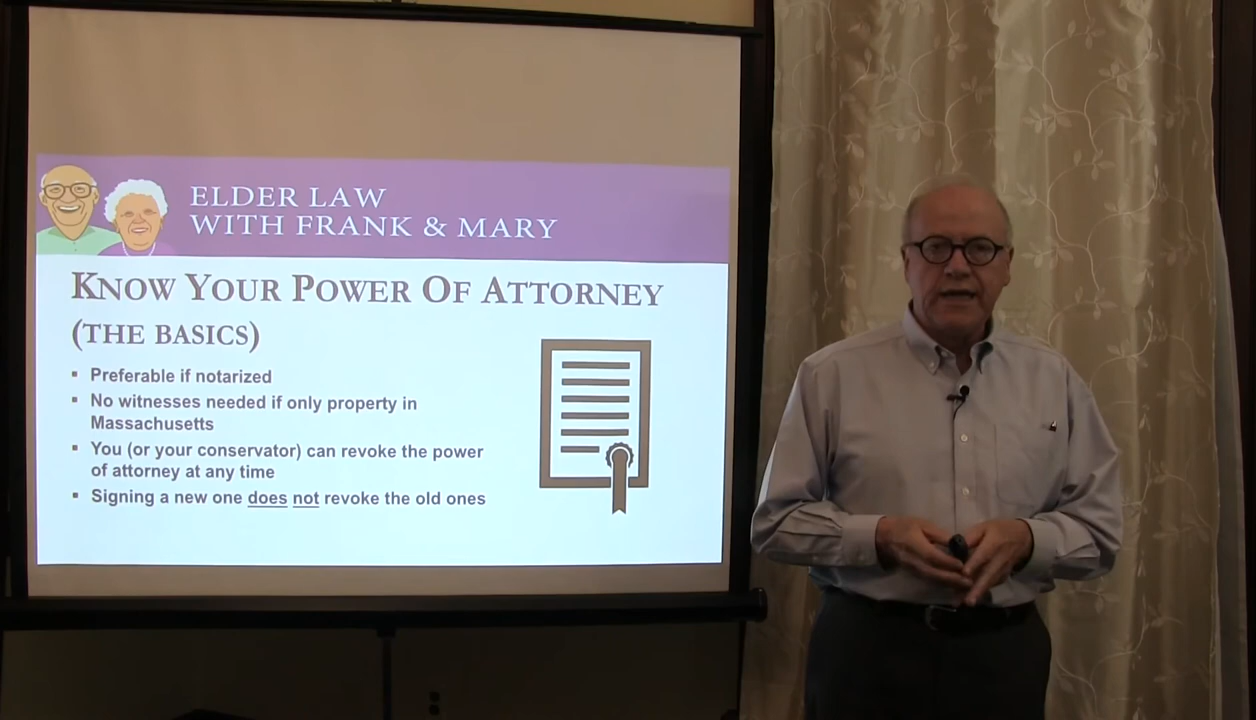 ELDER LAW
WITH FRANK & MARY
KNOW YOUR POWER OF ATTORNEY
(THE BASICS)
▪ Preferable if notarized
▪ No witnesses needed if only property in
Massachusetts
▪ You (or your conservator) can revoke the power
of attorney at any time
▪ Signing a new one does not revoke the old ones